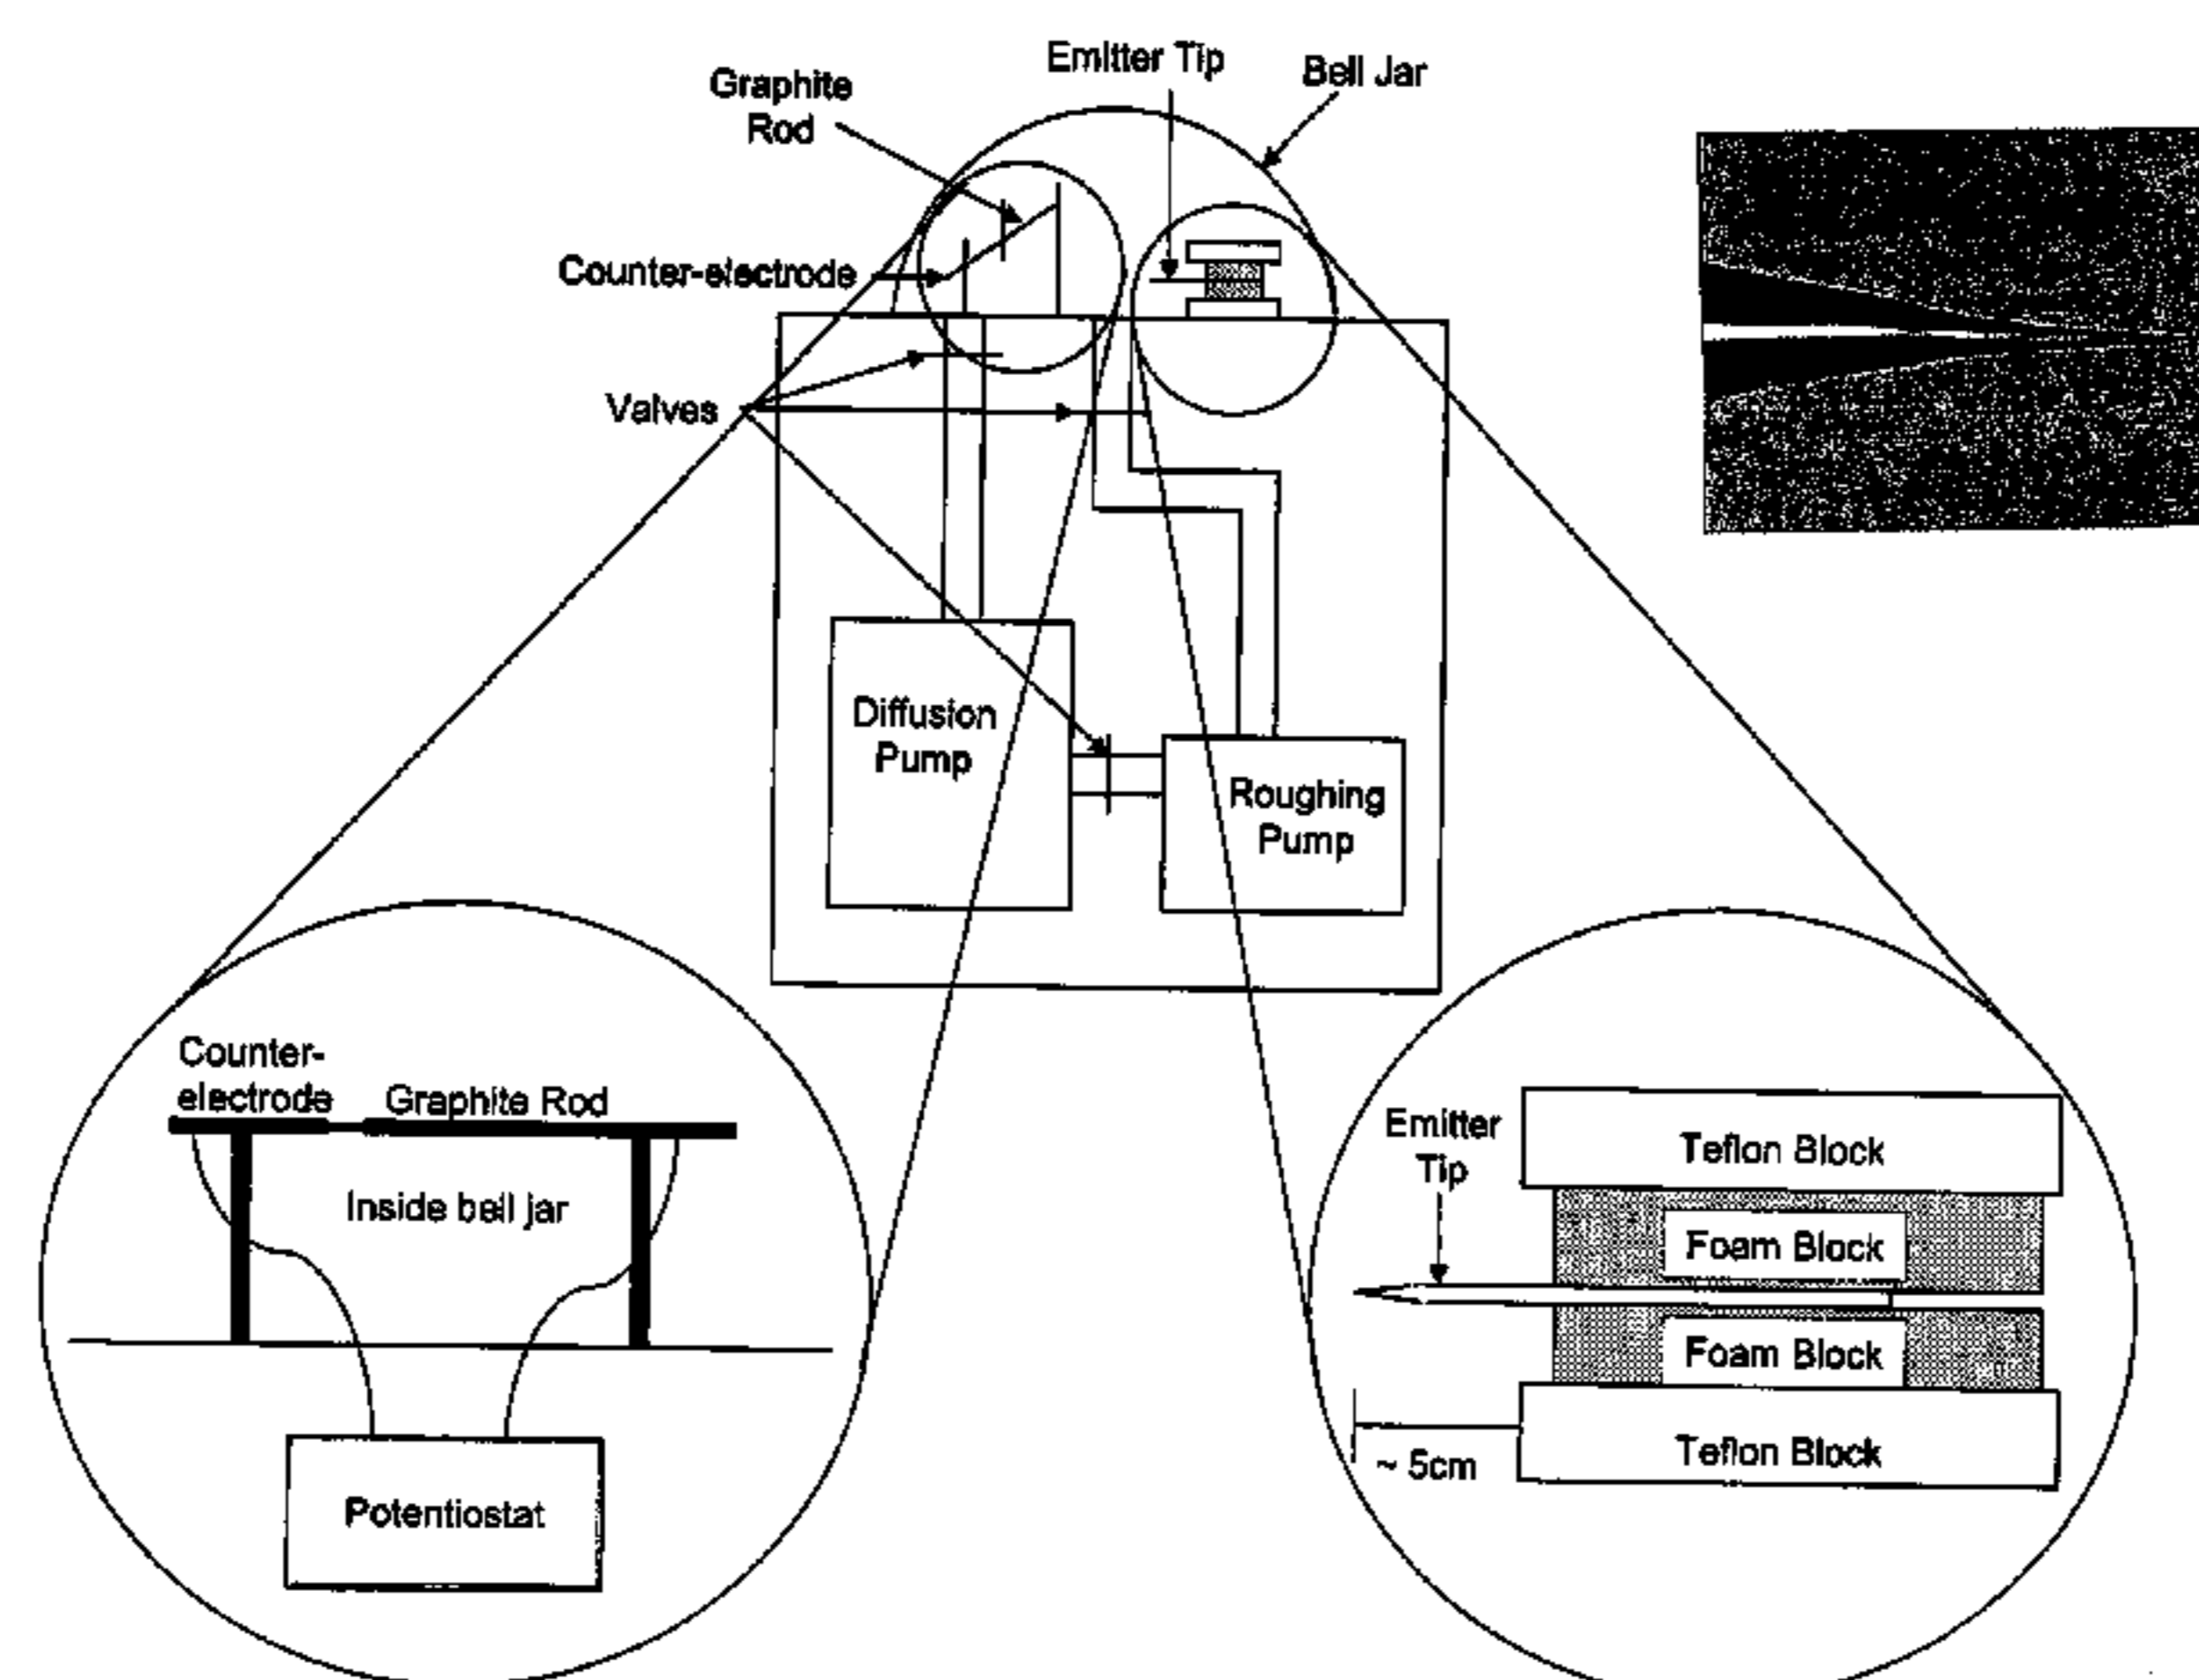 Emitter Tip
Bell Jar
Graphite
Rod
Counter-electrode
Valves
Diffusion
Pump
Roughing
Pump
Counter-
electrode
Graphite Rod
Inside bell jar
Potentiostat
Emitter
Tip
Teflon Block
Foam Block
Foam Block
Teflon Block
~ 5cm